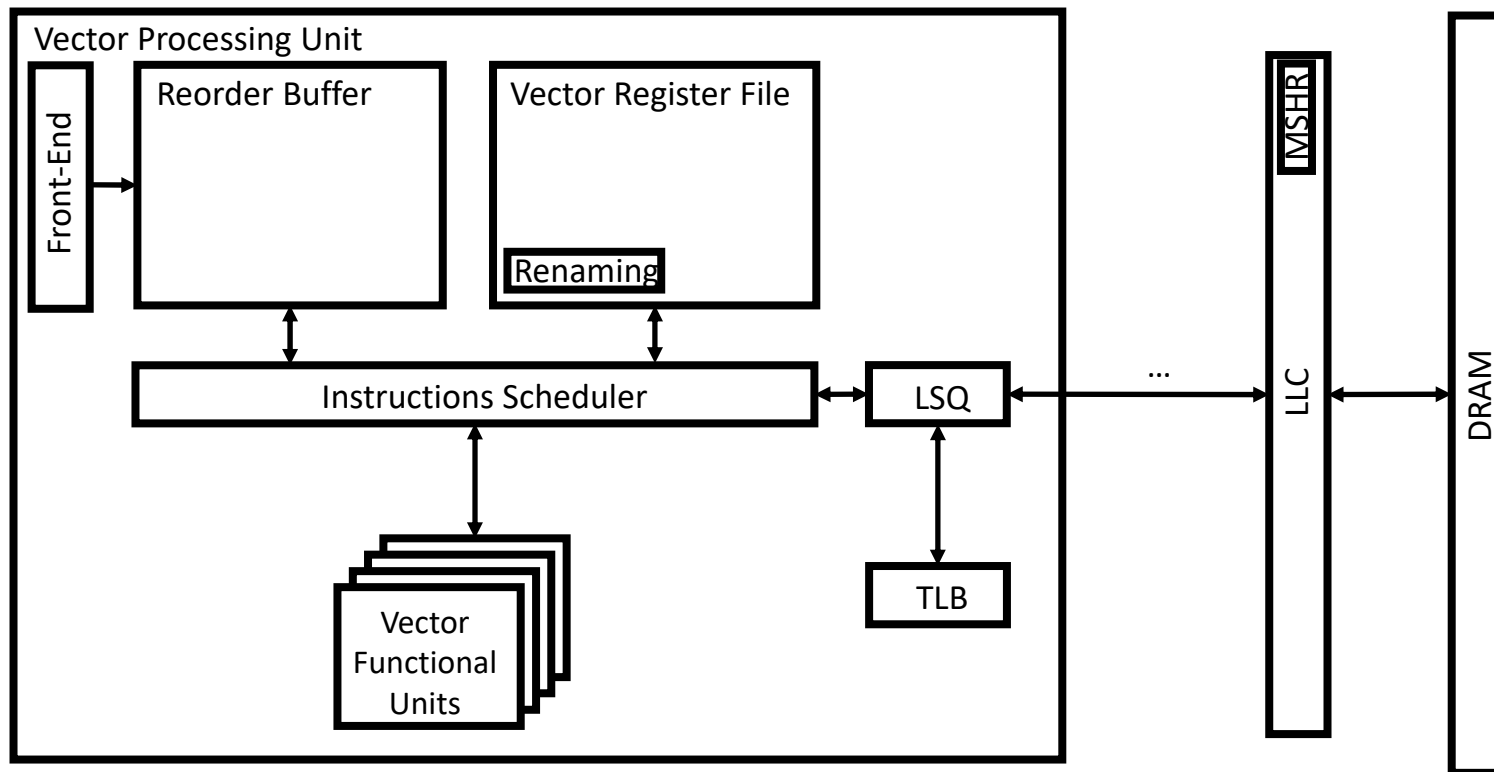 Vector Processing Unit
Front-End
Reorder Buffer
Vector Register File
Renaming
Instructions Scheduler
LSQ
...
TLB
Vector
Functional
Units
MSHR
LLC
DRAM